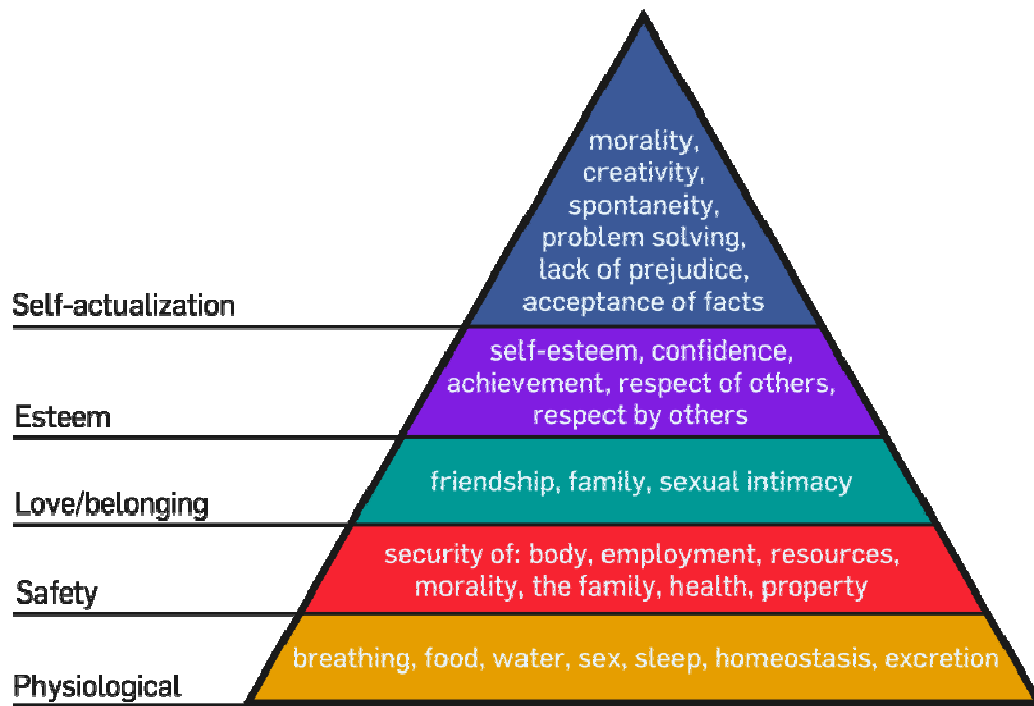 morality,
creativity,
spontaneity,
problem solving,
lack of prejudice,
acceptance of facts
Self-actualization
self-esteem, confidence,
achievement, respect of others,
respect by others
Esteem
friendship, family, sexual intimacy
Love/belonging
security of: body, employment, resources,
morality, the family, health, property
Safety
breathing, food, water, sex, sleep, homeostasis, excretion
Physiological